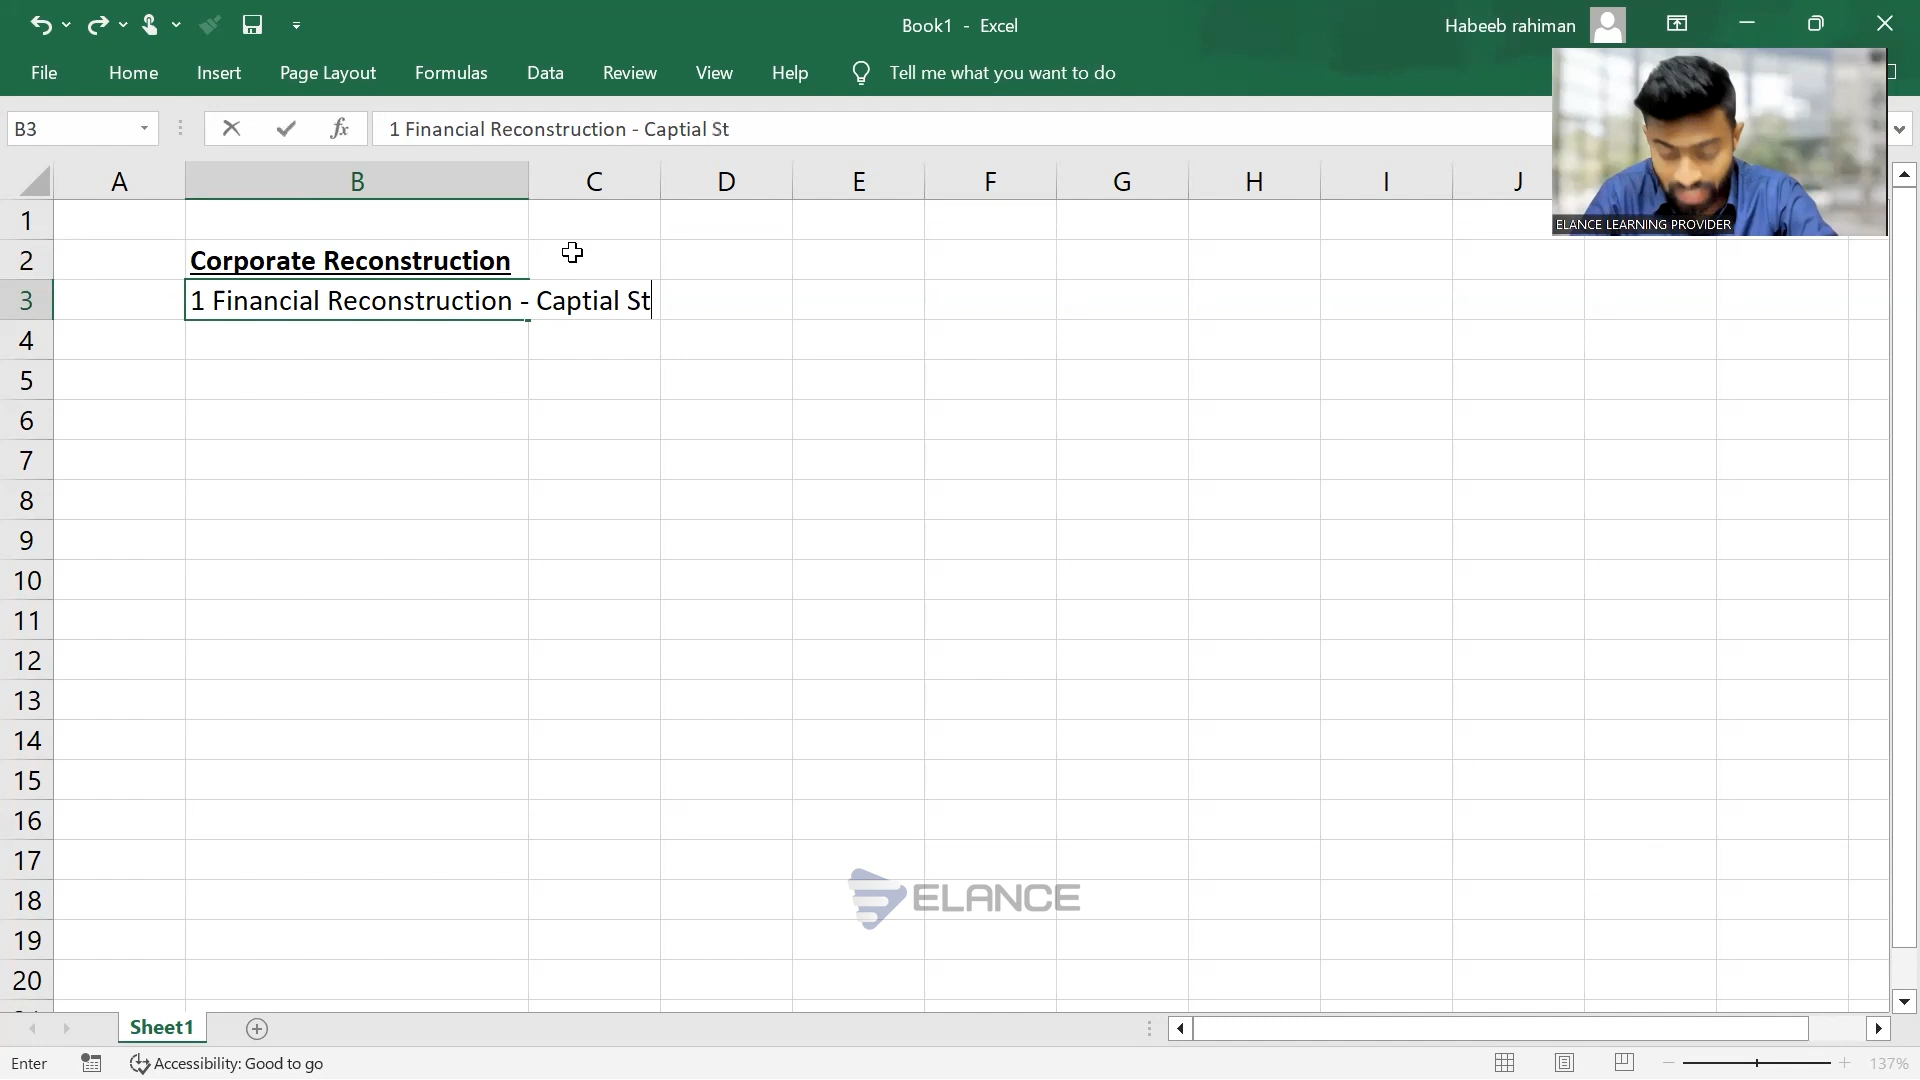 Book1 - Excel
Habeeb rahiman
File Home Insert Page Layout Formulas Data Review View Help Tell me what you want to do
B3 fx 1 Financial Reconstruction - Captial St
ELANCE LEARNING PROVIDER
A B C D E F G H I J
1
2 Corporate Reconstruction
3 1 Financial Reconstruction - Captial St
4
5
6
7
8
9
10
11
12
13
14
15
16
17
18
ELANCE
19
20
Sheet1
Enter Accessibility: Good to go 137%